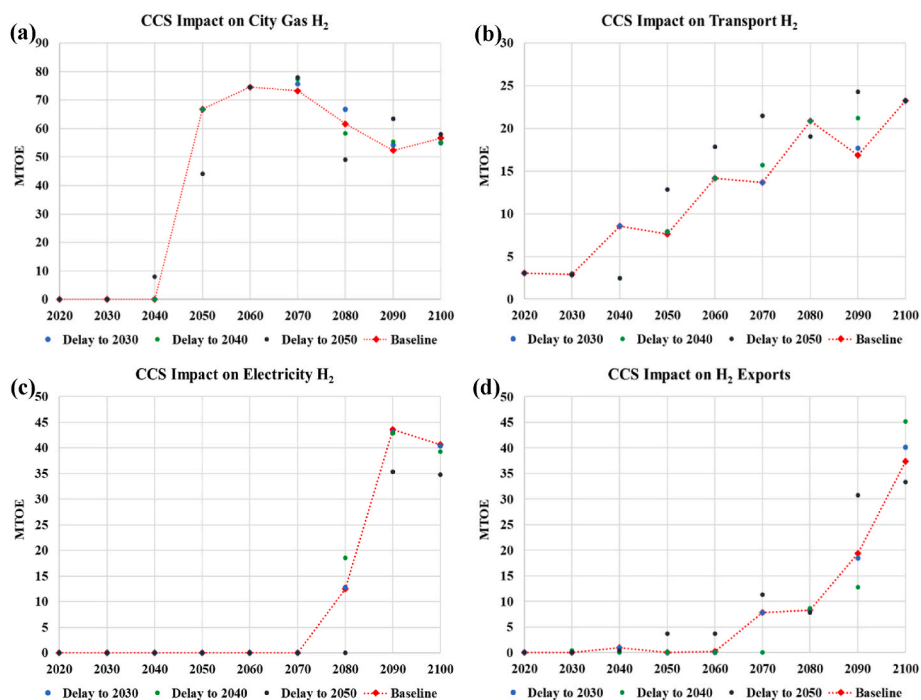 (a)
CCS Impact on City Gas H₂
MTOE
90
80
70
60
50
40
30
20
10
0
2020 2030 2040 2050 2060 2070 2080 2090 2100
Delay to 2030 Delay to 2040 Delay to 2050 Baseline
(b)
CCS Impact on Transport H₂
MTOE
30
25
20
15
10
5
0
2020 2030 2040 2050 2060 2070 2080 2090 2100
Delay to 2030 Delay to 2040 Delay to 2050 Baseline
(c)
CCS Impact on Electricity H₂
MTOE
50
45
40
35
30
25
20
15
10
5
0
2020 2030 2040 2050 2060 2070 2080 2090 2100
Delay to 2030 Delay to 2040 Delay to 2050 Baseline
(d)
CCS Impact on H₂ Exports
MTOE
50
45
40
35
30
25
20
15
10
5
0
2020 2030 2040 2050 2060 2070 2080 2090 2100
Delay to 2030 Delay to 2040 Delay to 2050 Baseline